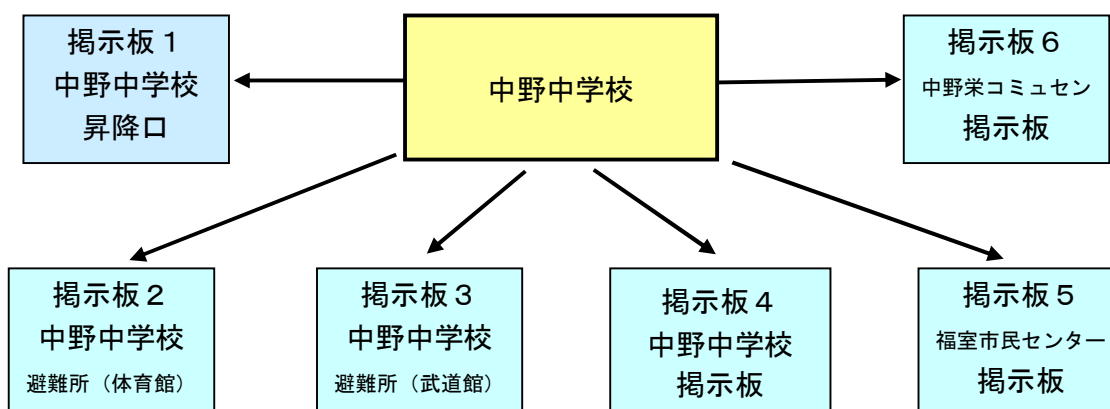 掲示板１
中野中学校
昇降口
中野中学校
掲示板６
中野栄コミュセン
掲示板
掲示板２
中野中学校
避難所（体育館）
掲示板３
中野中学校
避難所（武道館）
掲示板４
中野中学校
掲示板
掲示板５
福室市民センター
掲示板